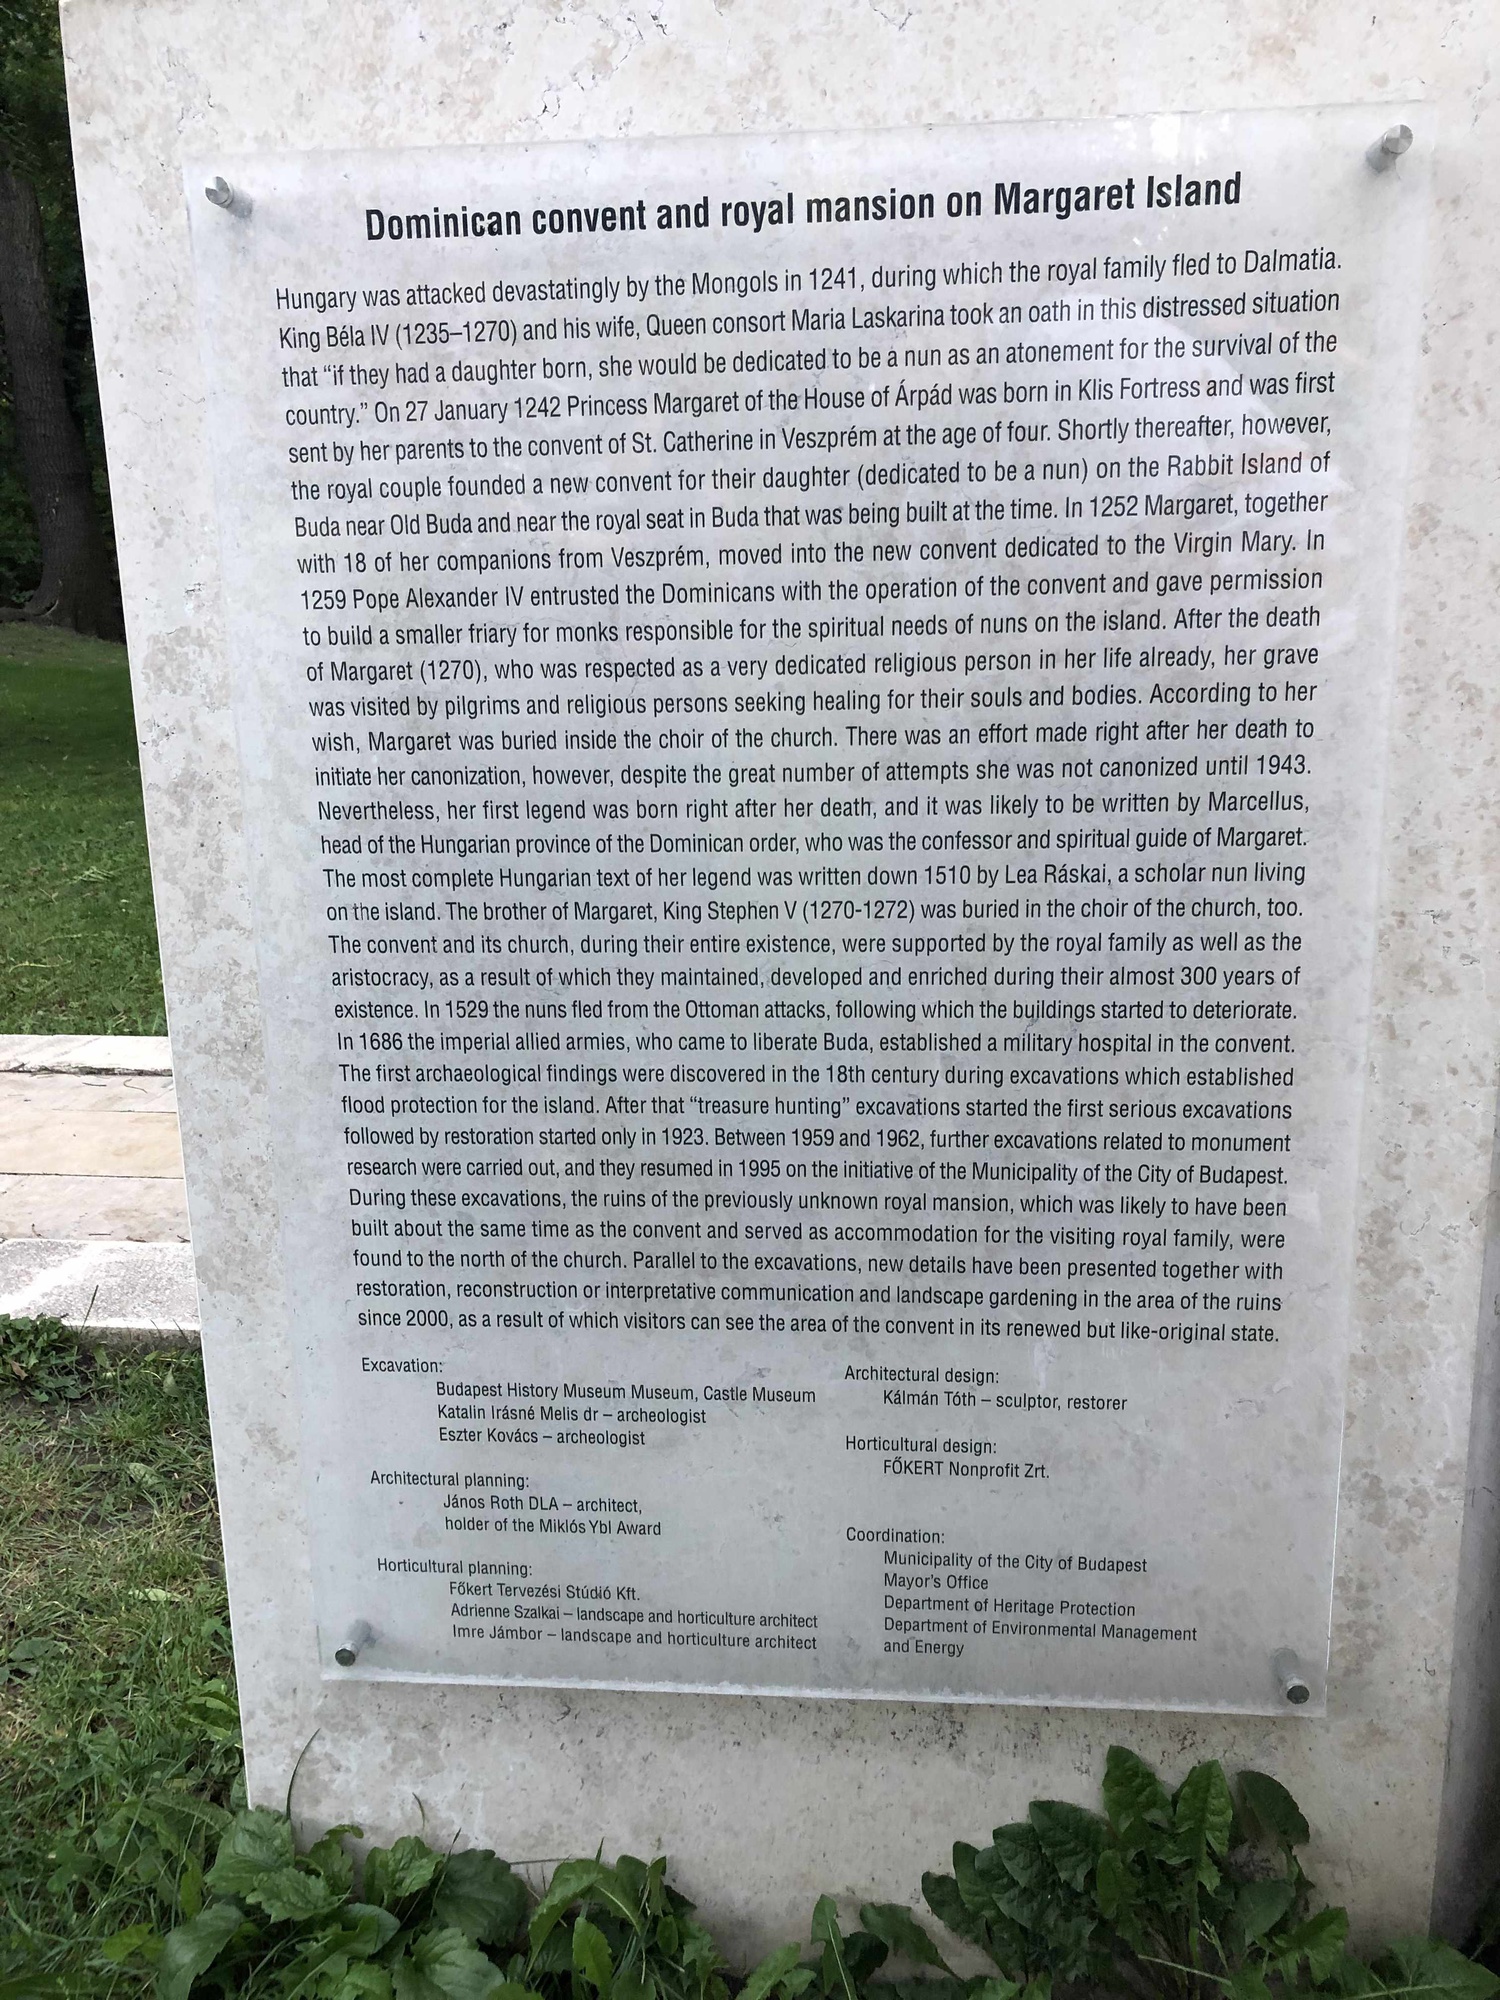 Dominican convent and royal mansion on Margaret Island
Hungary was attacked devastatingly by the Mongols in 1241, during which the royal family fled to Dalmatia.
King Béla IV (1235–1270) and his wife, Queen consort Maria Laskarina took an oath in this distressed situation
that “if they had a daughter born, she would be dedicated to be a nun as an atonement for the survival of the
country.” On 27 January 1242 Princess Margaret of the House of Árpád was born in Klis Fortress and was first
sent by her parents to the convent of St. Catherine in Veszprém at the age of four. Shortly thereafter, however,
the royal couple founded a new convent for their daughter (dedicated to be a nun) on the Rabbit Island of
Buda near Old Buda and near the royal seat in Buda that was being built at the time. In 1252 Margaret, together
with 18 of her companions from Veszprém, moved into the new convent dedicated to the Virgin Mary. In
1259 Pope Alexander IV entrusted the Dominicans with the operation of the convent and gave permission
to build a smaller friary for monks responsible for the spiritual needs of nuns on the island. After the death
of Margaret (1270), who was respected as a very dedicated religious person in her life already, her grave
was visited by pilgrims and religious persons seeking healing for their souls and bodies. According to her
wish, Margaret was buried inside the choir of the church. There was an effort made right after her death to
initiate her canonization, however, despite the great number of attempts she was not canonized until 1943.
Nevertheless, her first legend was born right after her death, and it was likely to be written by Marcellus,
head of the Hungarian province of the Dominican order, who was the confessor and spiritual guide of Margaret.
The most complete Hungarian text of her legend was written down 1510 by Lea Ráskai, a scholar nun living
on the island. The brother of Margaret, King Stephen V (1270-1272) was buried in the choir of the church, too.
The convent and its church, during their entire existence, were supported by the royal family as well as the
aristocracy, as a result of which they maintained, developed and enriched during their almost 300 years of
existence. In 1529 the nuns fled from the Ottoman attacks, following which the buildings started to deteriorate.
In 1686 the imperial allied armies, who came to liberate Buda, established a military hospital in the convent.
The first archaeological findings were discovered in the 18th century during excavations which established
flood protection for the island. After that “treasure hunting” excavations started the first serious excavations
followed by restoration started only in 1923. Between 1959 and 1962, further excavations related to monument
research were carried out, and they resumed in 1995 on the initiative of the Municipality of the City of Budapest.
During these excavations, the ruins of the previously unknown royal mansion, which was likely to have been
built about the same time as the convent and served as accommodation for the visiting royal family, were
found to the north of the church. Parallel to the excavations, new details have been presented together with
restoration, reconstruction or interpretative communication and landscape gardening in the area of the ruins
since 2000, as a result of which visitors can see the area of the convent in its renewed but like-original state.
Excavation:
Budapest History Museum Museum, Castle Museum
Katalin Irásné Melis dr – archeologist
Eszter Kovács – archeologist
Architectural planning:
János Roth DLA – architect,
holder of the Miklós Ybl Award
Horticultural planning:
Főkert Tervezési Stúdió Kft.
Adrienne Szalkai – landscape and horticulture architect
Imre Jámbor – landscape and horticulture architect
Architectural design:
Kálmán Tóth – sculptor, restorer
Horticultural design:
FŐKERT Nonprofit Zrt.
Coordination:
Municipality of the City of Budapest
Mayor's Office
Department of Heritage Protection
Department of Environmental Management
and Energy